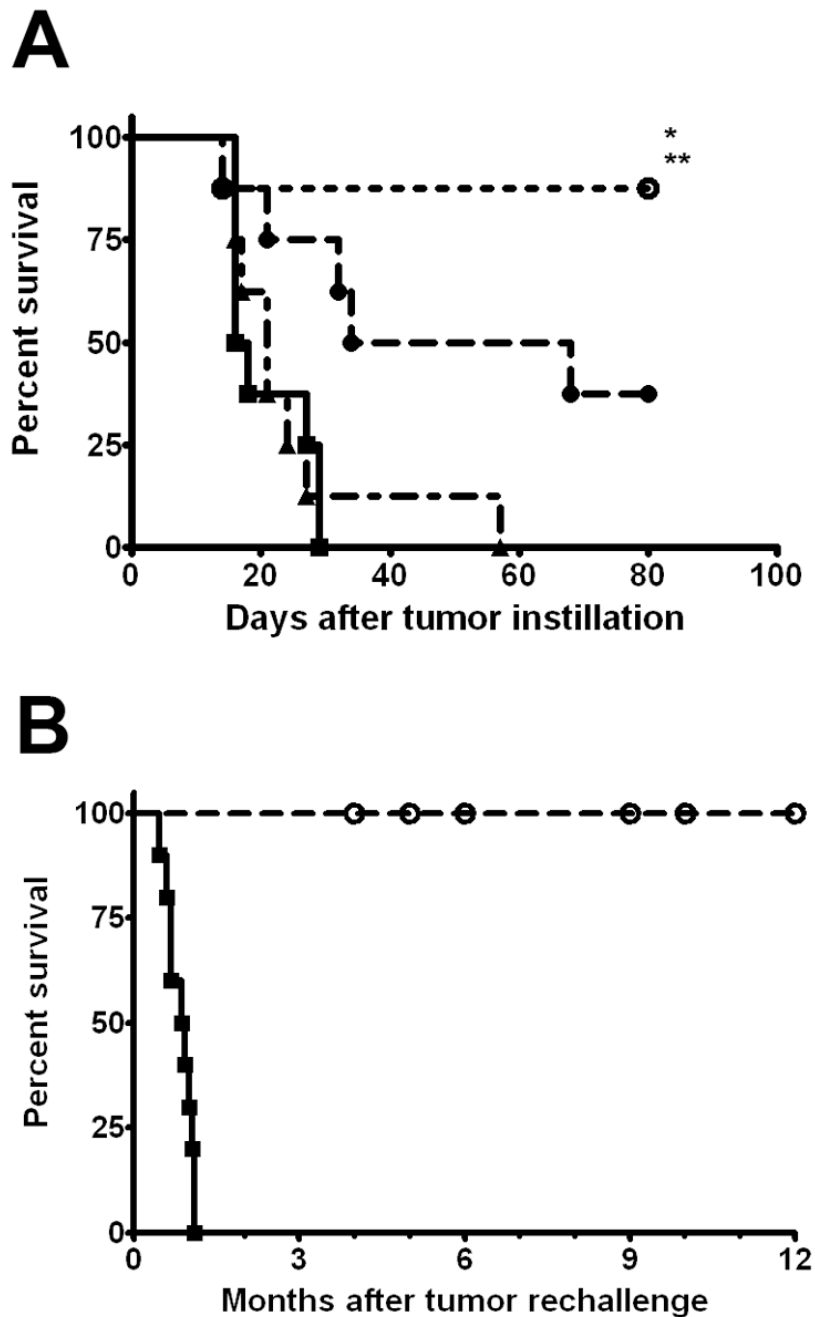 A
100
75
50
25
0
Percent survival
*
**
0 20 40 60 80 100
Days after tumor instillation
B
100
75
50
25
0
Percent survival
0 3 6 9 12
Months after tumor rechallenge